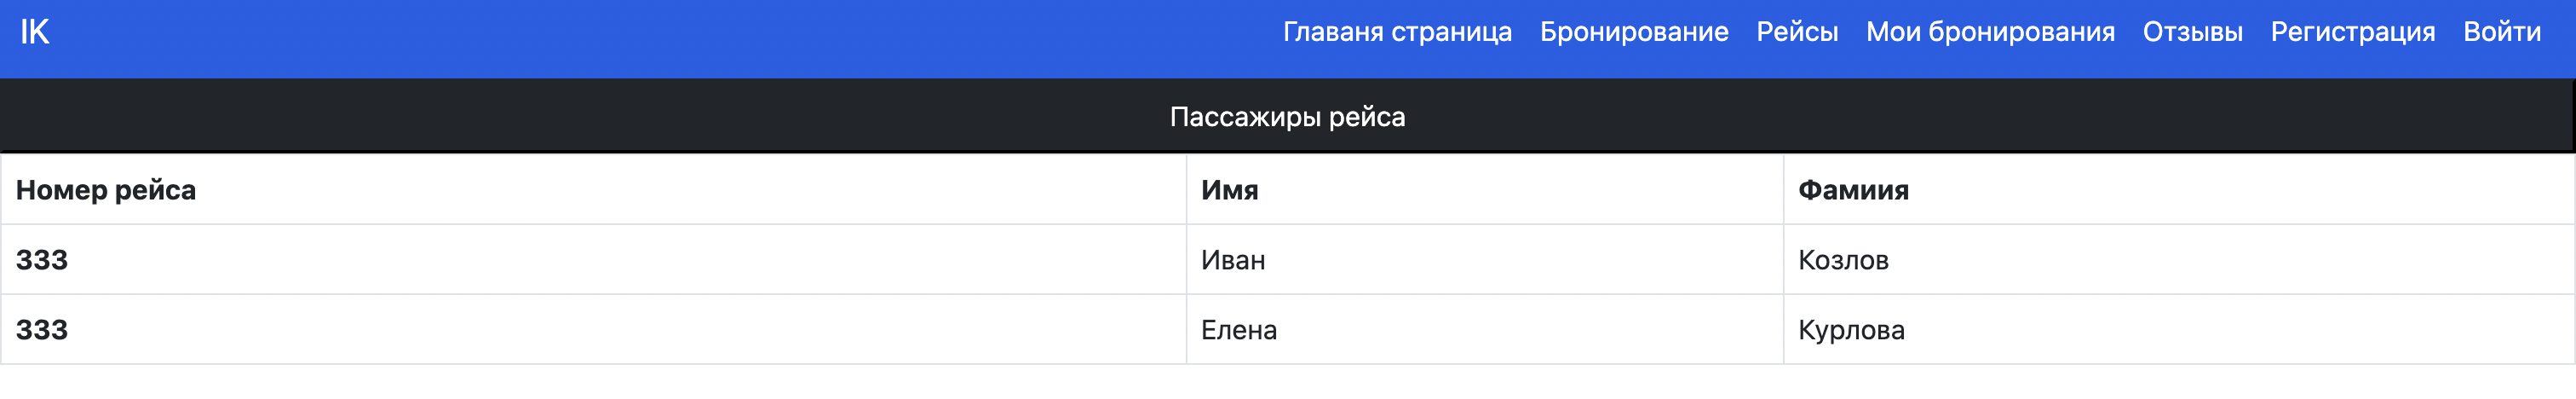 IK Главаня страница Бронирование Рейсы Мои бронирования Отзывы Регистрация Войти
Пассажиры рейса
Номер рейса Имя Фамиия
333 Иван Козлов
333 Елена Курлова